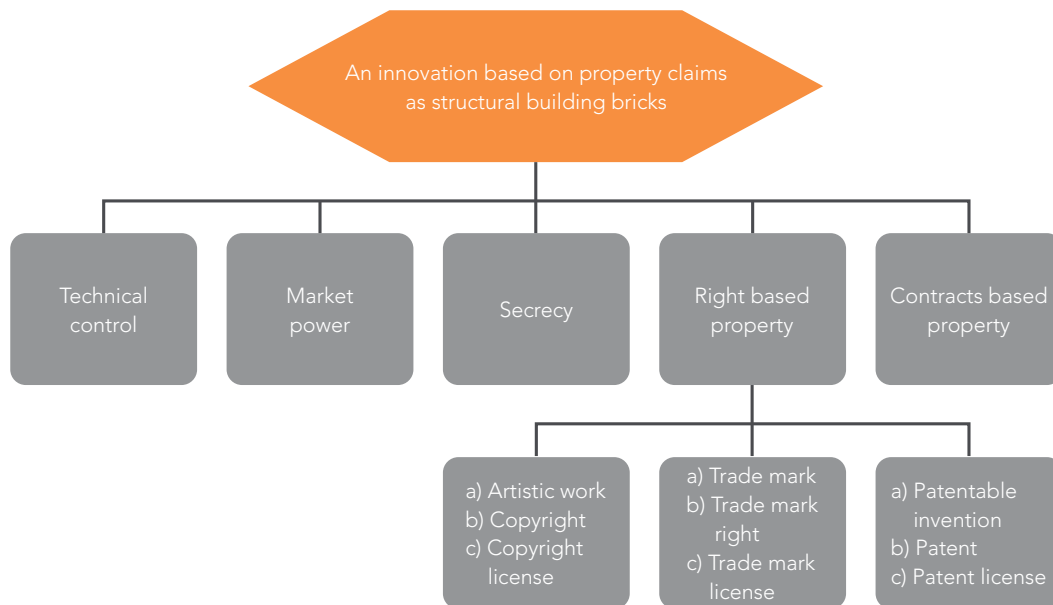 An innovation based on property claims
as structural building bricks
Technical
control
Market
power
Secrecy
Right based
property
Contracts based
property
a) Artistic work
b) Copyright
c) Copyright
license
a) Trade mark
b) Trade mark
right
c) Trade mark
license
a) Patentable
invention
b) Patent
c) Patent license